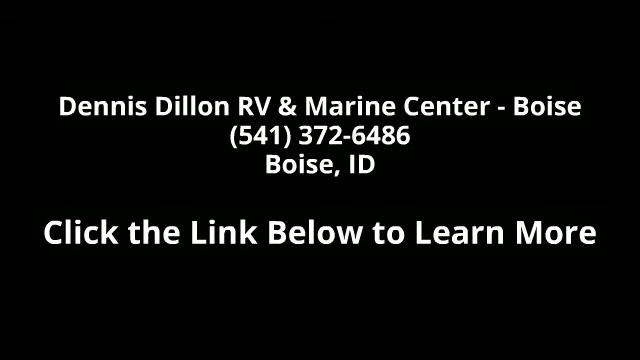 Dennis Dillon RV & Marine Center - Boise
(541) 372-6486
Boise, ID
Click the Link Below to Learn More